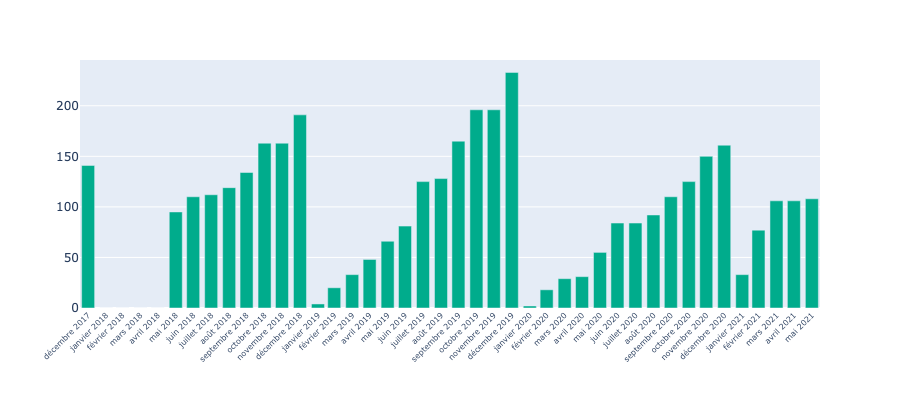 200
150
100
50
0
décembre 2017
janvier 2018
février 2018
mars 2018
avril 2018
mai 2018
juin 2018
juillet 2018
août 2018
septembre 2018
octobre 2018
novembre 2018
décembre 2018
janvier 2019
février 2019
mars 2019
avril 2019
mai 2019
juin 2019
juillet 2019
août 2019
septembre 2019
octobre 2019
novembre 2019
décembre 2019
janvier 2020
février 2020
mars 2020
avril 2020
mai 2020
juin 2020
juillet 2020
août 2020
septembre 2020
octobre 2020
novembre 2020
décembre 2020
janvier 2021
février 2021
mars 2021
avril 2021
mai 2021